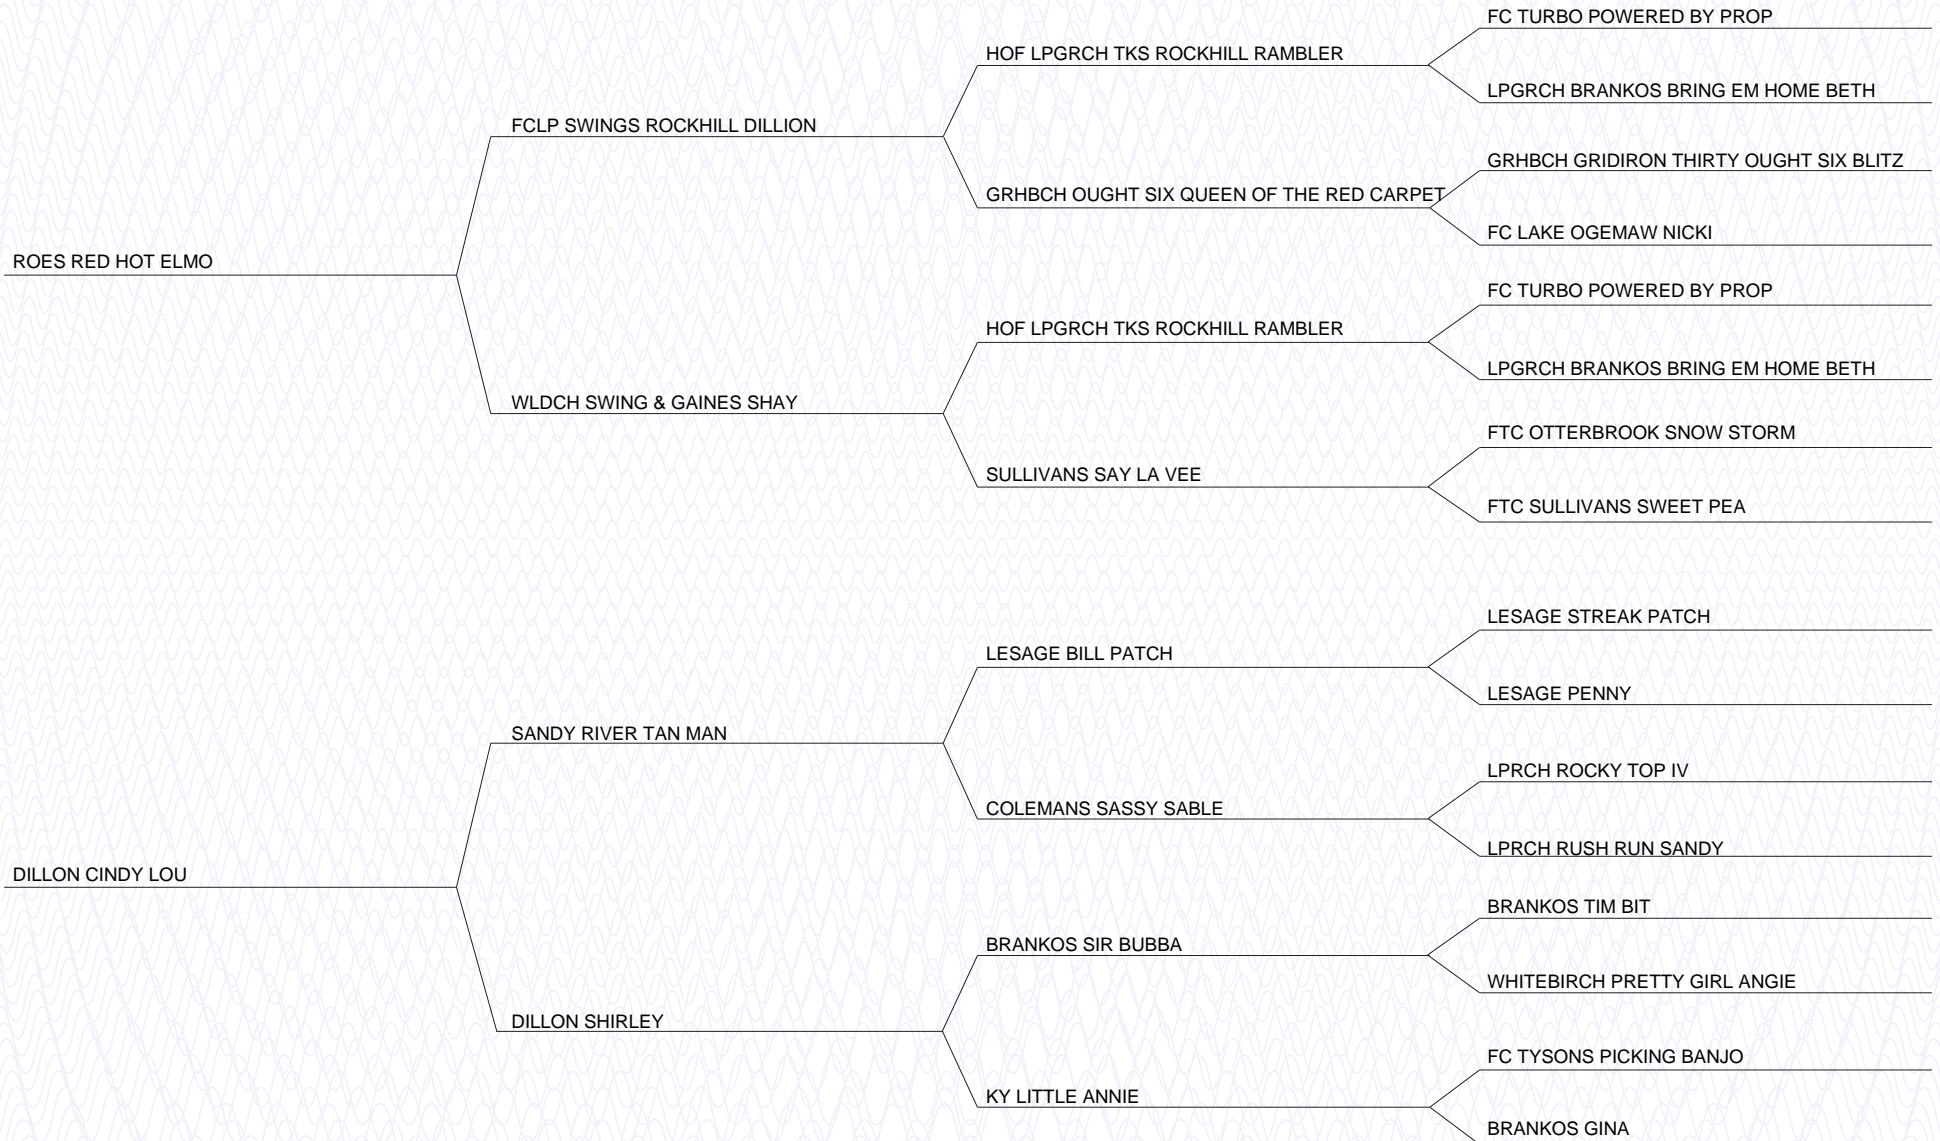 FC TURBO POWERED BY PROP
HOF LPGRCH TKS ROCKHILL RAMBLER
LPGRCH BRANKOS BRING EM HOME BETH
FCLP SWINGS ROCKHILL DILLION
GRHBCH GRIDIRON THIRTY OUGHT SIX BLITZ
GRHBCH OUGHT SIX QUEEN OF THE RED CARPET
FC LAKE OGEMAW NICKI
ROES RED HOT ELMO
FC TURBO POWERED BY PROP
HOF LPGRCH TKS ROCKHILL RAMBLER
LPGRCH BRANKOS BRING EM HOME BETH
WLDCH SWING & GAINES SHAY
FTC OTTERBROOK SNOW STORM
SULLIVANS SAY LA VEE
FTC SULLIVANS SWEET PEA
LESAGE STREAK PATCH
LESAGE BILL PATCH
LESAGE PENNY
SANDY RIVER TAN MAN
LPRCH ROCKY TOP IV
COLEMANS SASSY SABLE
LPRCH RUSH RUN SANDY
DILLON CINDY LOU
BRANKOS TIM BIT
BRANKOS SIR BUBBA
WHITEBIRCH PRETTY GIRL ANGIE
DILLON SHIRLEY
FC TYSONS PICKING BANJO
KY LITTLE ANNIE
BRANKOS GINA